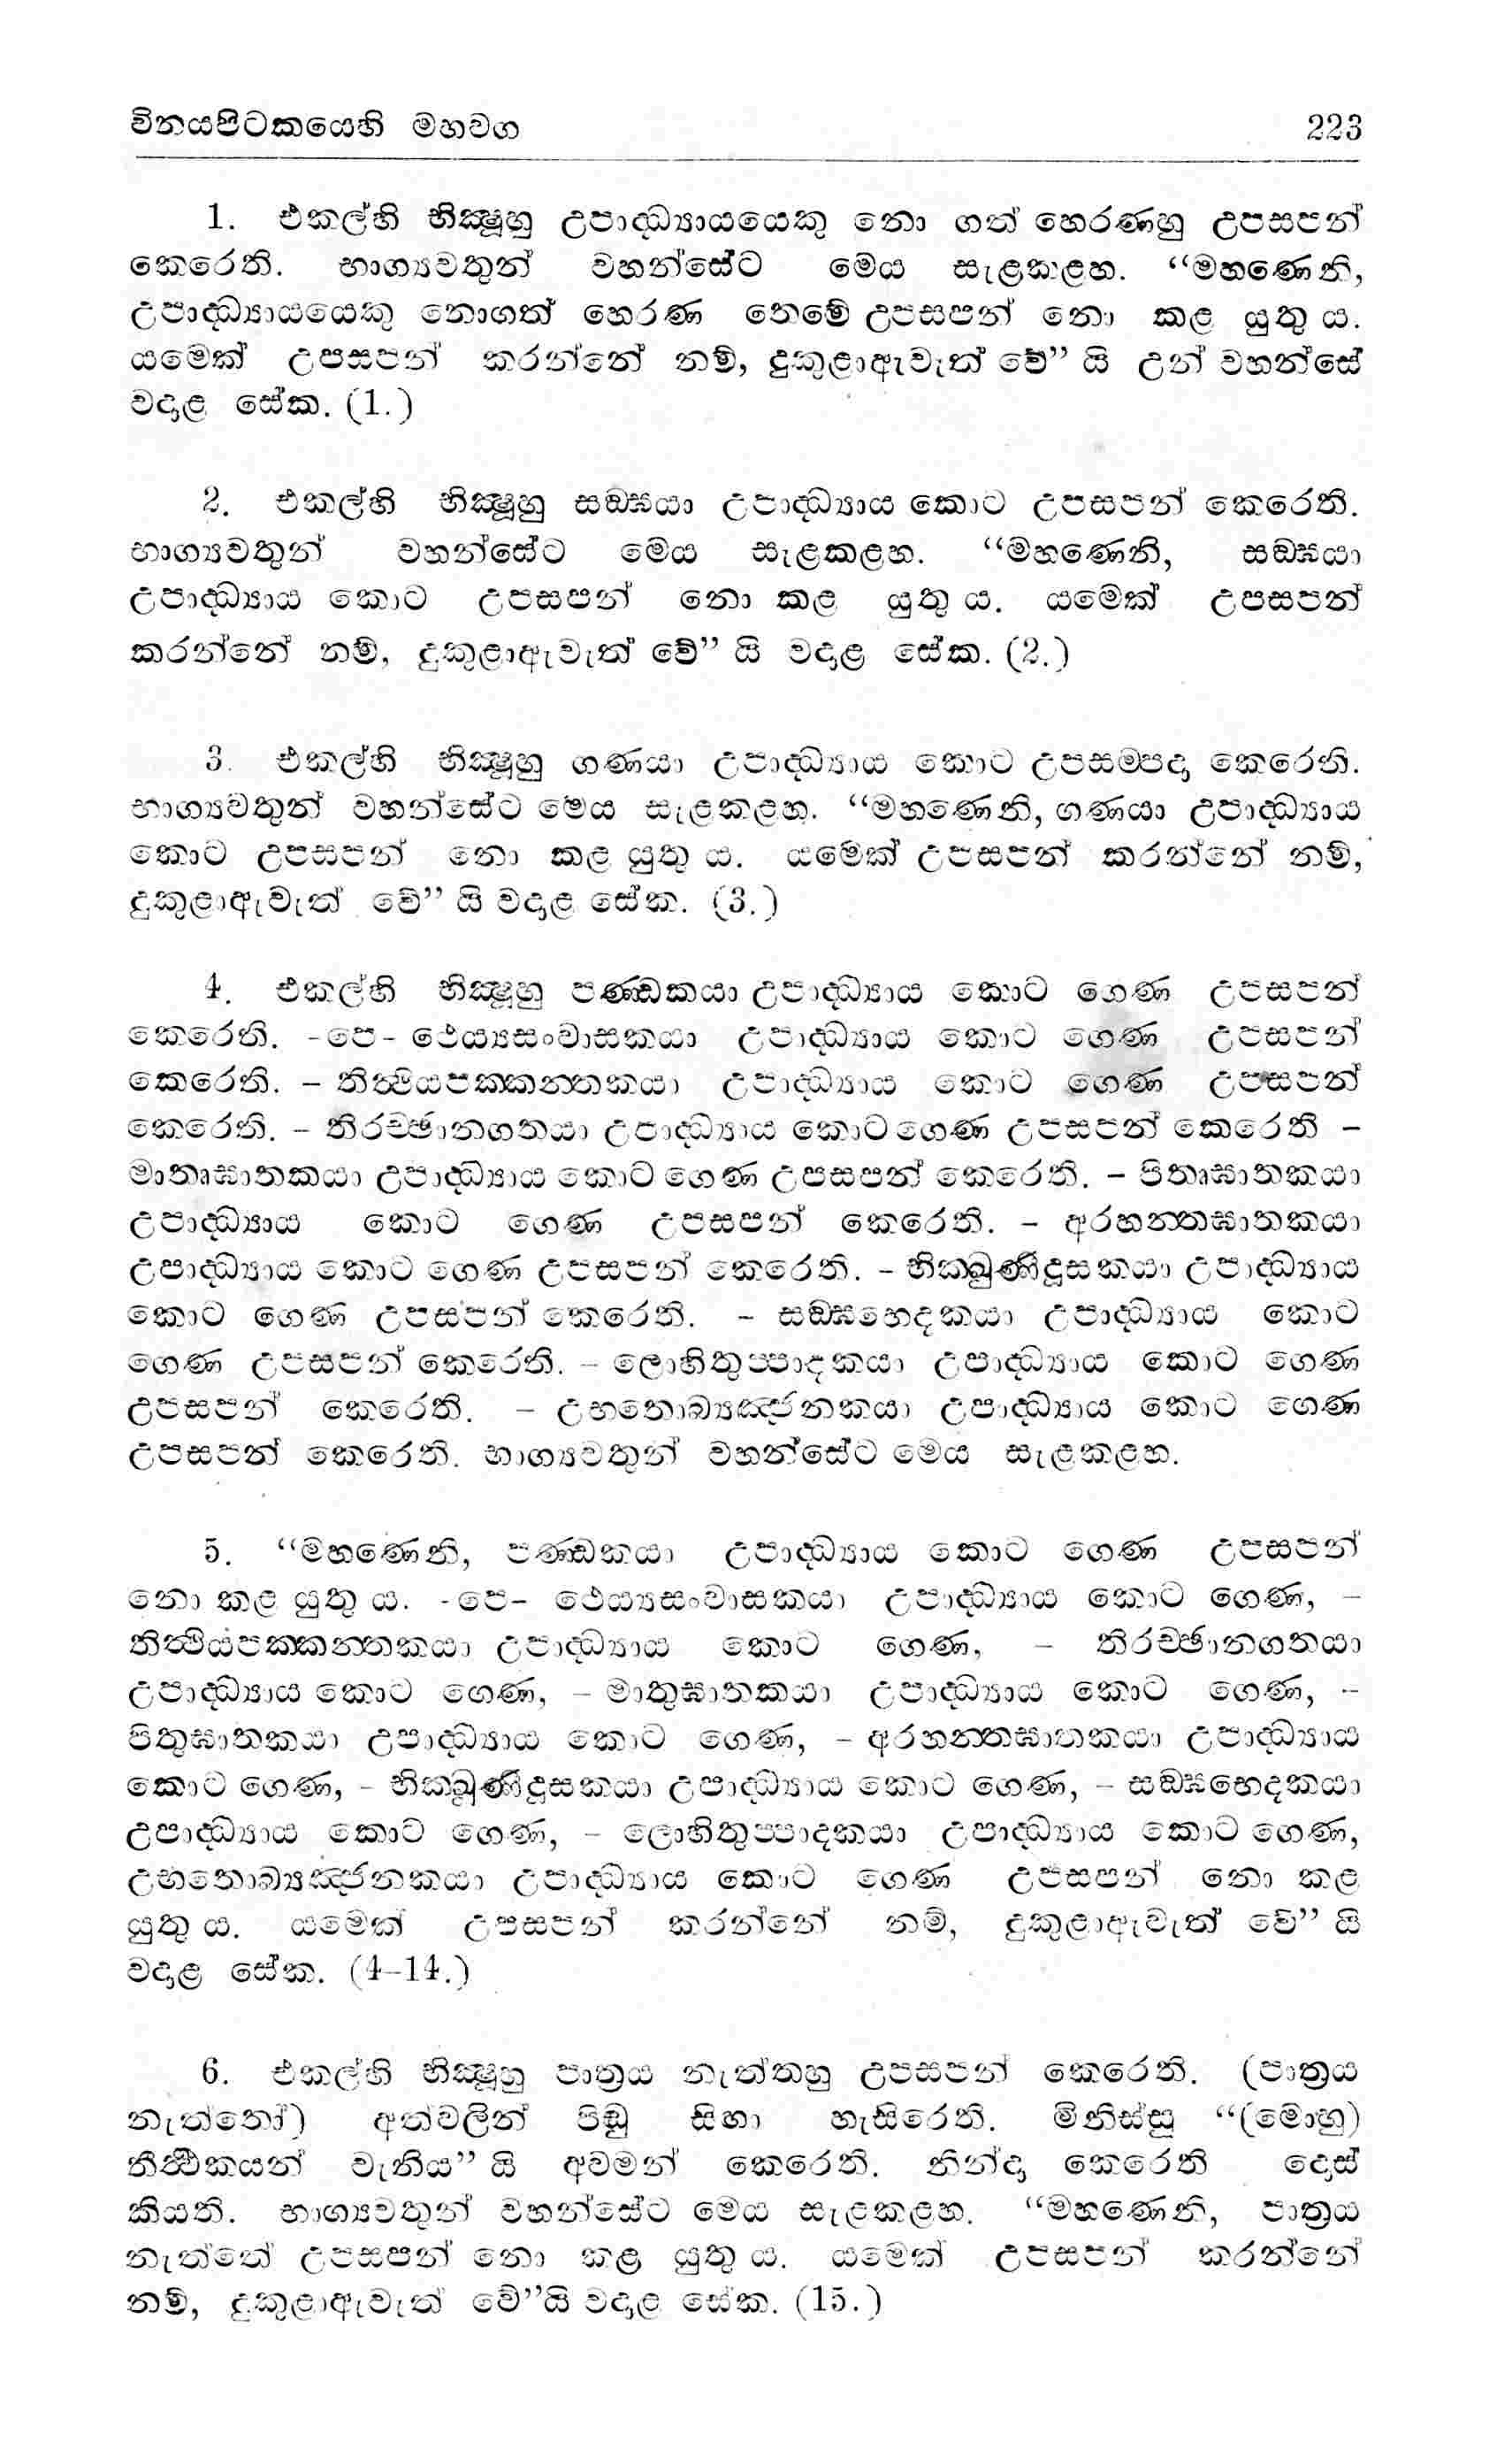 විනයපිටකයෙහි මහවග 223
1. එකල්හි භික්‍ෂූහු උපාද්ධ්‍යායයෙකු නො ගත් හෙරණහු උපසපන්
කෙරෙති. භාග්‍යවතුන් වහන්සේට මෙය සැළකළහ. “මහණෙනි,
උපාද්ධ්‍යායයෙකු නොගත් හෙරණ තෙමේ උපසපන් නො කළ යුතු ය.
යමෙක් උපසපන් කරන්නේ නම්, දුකුළාඇවැත් වේ” යි උන් වහන්සේ
වදාළ සේක. (1.)
2. එකල්හි භික්‍ෂූහු සඞ්ඝයා උපාද්ධ්‍යාය කොට උපසපන් කෙරෙති.
භාග්‍යවතුන් වහන්සේට මෙය සැළකළහ. “මහණෙනි, සඞ්ඝයා
උපාද්ධ්‍යාය කොට උපසපන් නො කළ යුතු ය. යමෙක් උපසපන්
කරන්නේ නම්, දුකුළාඇවැත් වේ” යි වදාළ සේක. (2.)
3. එකල්හි භික්‍ෂූහු ගණයා උපාද්ධ්‍යාය කොට උපසම්පදා කෙරෙති.
භාග්‍යවතුන් වහන්සේට මෙය සැළකළහ. “මහණෙනි, ගණයා උපාද්ධ්‍යාය
කොට උපසපන් නො කළ යුතු ය. යමෙක් උපසපන් කරන්නේ නම්,
දුකුළාඇවැත් වේ” යි වදාළ සේක. (3.)
4. එකල්හි භික්‍ෂූහු පණ්ඩකයා උපාද්ධ්‍යාය කොට ගෙණ උපසපන්
කෙරෙති. -පෙ- ථෙය්‍යසංවාසකයා උපාද්ධ්‍යාය කොට ගෙණ උපසපන්
කෙරෙති. – තිත්‍ථියපක්කන්තකයා උපාද්ධ්‍යාය කොට ගෙණ උපසපන්
කෙරෙති. – තිරච්ඡානගතයා උපාද්ධ්‍යාය කොට ගෙණ උපසපන් කෙරෙති –
මාතෘඝාතකයා උපාද්ධ්‍යාය කොට ගෙණ උපසපන් කෙරෙති. – පිතෘඝාතකයා
උපාද්ධ්‍යාය කොට ගෙණ උපසපන් කෙරෙති. – අරහන්තඝාතකයා
උපාද්ධ්‍යාය කොට ගෙණ උපසපන් කෙරෙති. – භික්ඛුණීදූසකයා උපාද්ධ්‍යාය
කොට ගෙණ උපසපන් කෙරෙති. – සඞ්ඝභෙදකයා උපාද්ධ්‍යාය කොට
ගෙණ උපසපන් කෙරෙති. – ලොහිතුප්පාදකයා උපාද්ධ්‍යාය කොට ගෙණ
උපසපන් කෙරෙති. – උභතොබ්‍යඤ්ජනකයා උපාද්ධ්‍යාය කොට ගෙණ
උපසපන් කෙරෙති. භාග්‍යවතුන් වහන්සේට මෙය සැළකළහ.
5. “මහණෙනි, පණ්ඩකයා උපාද්ධ්‍යාය කොට ගෙණ උපසපන්
නො කළ යුතු ය. -පෙ- ථෙය්‍යසංවාසකයා උපාද්ධ්‍යාය කොට ගෙණ, –
තිත්‍ථියපක්කන්තකයා උපාද්ධ්‍යාය කොට ගෙණ, – තිරච්ඡානගතයා
උපාද්ධ්‍යාය කොට ගෙණ, – මාතුඝාතකයා උපාද්ධ්‍යාය කොට ගෙණ, –
පිතුඝාතකයා උපාද්ධ්‍යාය කොට ගෙණ, – අරහන්තඝාතකයා උපාද්ධ්‍යාය
කොට ගෙණ, – භික්ඛුණීදූසකයා උපාද්ධ්‍යාය කොට ගෙණ, – සඞ්ඝභෙදකයා
උපාද්ධ්‍යාය කොට ගෙණ, – ලොහිතුප්පාදකයා උපාද්ධ්‍යාය කොට ගෙණ,
උභතොබ්‍යඤ්ජනකයා උපාද්ධ්‍යාය කොට ගෙණ උපසපන් නො කළ
යුතු ය. යමෙක් උපසපන් කරන්නේ නම්, දුකුළාඇවැත් වේ” යි
වදාළ සේක. (4–14.)
6. එකල්හි භික්‍ෂූහු පාත්‍රය නැත්තහු උපසපන් කෙරෙති. (පාත්‍රය
නැත්තෝ) අත්වලින් පිඬු සිහා හැසිරෙති. මිනිස්සු “(මොහු)
තීර්‍ථකයන් වැනිය” යි අවමන් කෙරෙති. නින්දා කෙරෙති දොස්
කියති. භාග්‍යවතුන් වහන්සේට මෙය සැළකළහ. “මහණෙනි, පාත්‍රය
නැත්තේ උපසපන් නො කළ යුතු ය. යමෙක් උපසපන් කරන්නේ
නම්, දුකුළාඇවැත් වේ”යි වදාළ සේක. (15.)